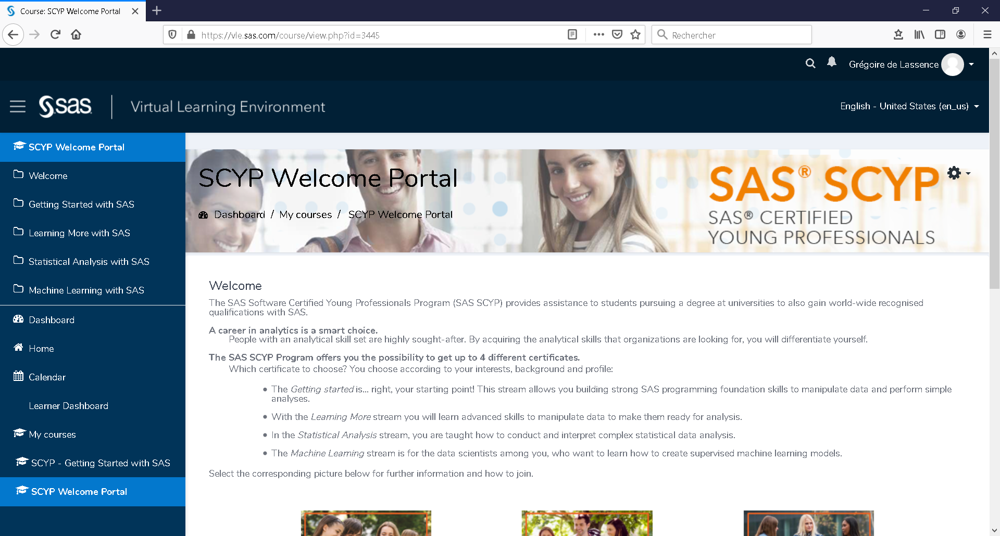 Course: SCYP Welcome Portal
https://vle.sas.com/course/view.php?id=3445
Rechercher
Grégoire de Lassence
sas
Virtual Learning Environment
English - United States (en_us)
SCYP Welcome Portal
Welcome
Getting Started with SAS
Learning More with SAS
Statistical Analysis with SAS
Machine Learning with SAS
Dashboard
Home
Calendar
Learner Dashboard
My courses
SCYP - Getting Started with SAS
SCYP Welcome Portal
SCYP Welcome Portal
Dashboard / My courses / SCYP Welcome Portal
SAS® SCYP
SAS® CERTIFIED
YOUNG PROFESSIONALS
Welcome
The SAS Software Certified Young Professionals Program (SAS SCYP) provides assistance to students pursuing a degree at universities to also gain world-wide recognised
qualifications with SAS.
A career in analytics is a smart choice.
People with an analytical skill set are highly sought-after. By acquiring the analytical skills that organizations are looking for, you will differentiate yourself.
The SAS SCYP Program offers you the possibility to get up to 4 different certificates.
Which certificate to choose? You choose according to your interests, background and profile:
• The Getting started is... right, your starting point! This stream allows you building strong SAS programming foundation skills to manipulate data and perform simple
analyses.
• With the Learning More stream you will learn advanced skills to manipulate data to make them ready for analysis.
• In the Statistical Analysis stream, you are taught how to conduct and interpret complex statistical data analysis.
• The Machine Learning stream is for the data scientists among you, who want to learn how to create supervised machine learning models.
Select the corresponding picture below for further information and how to join.